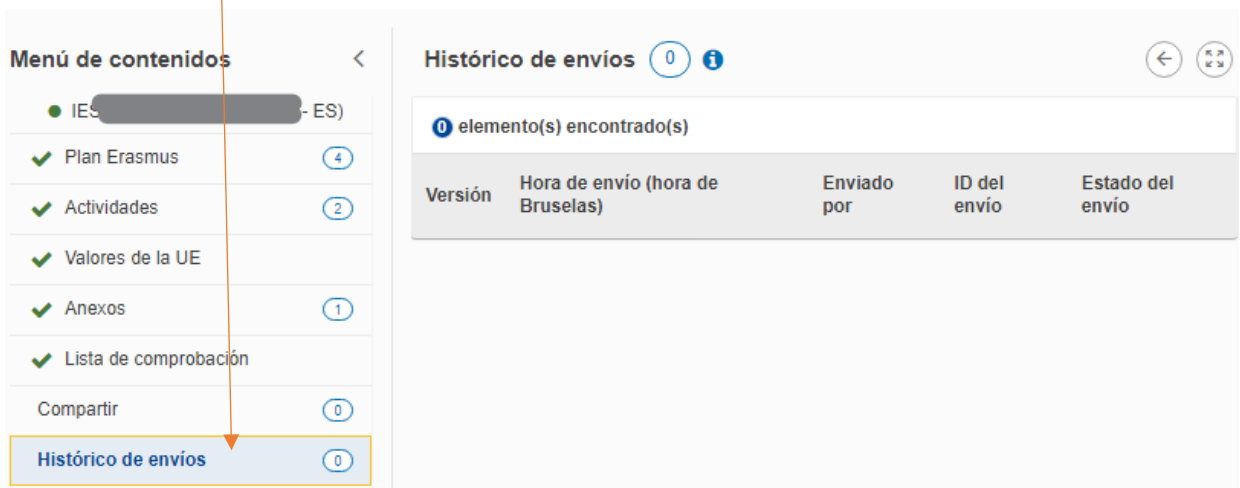 Menú de contenidos
IES - ES)
Plan Erasmus 4
Actividades 2
Valores de la UE
Anexos 1
Lista de comprobación
Compartir 0
Histórico de envíos 0
Histórico de envíos 0
0 elemento(s) encontrado(s)
Versión
Hora de envío (hora de
Bruselas)
Enviado
por
ID del
envío
Estado del
envío